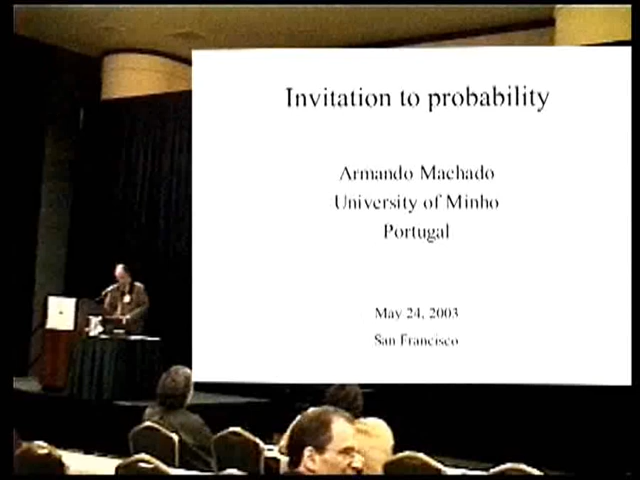 Invitation to probability
Armando Machado
University of Minho
Portugal
May 24, 2003
San Francisco